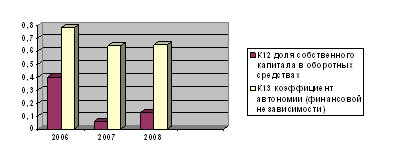 0,8
0,7
0,6
0,5
0,4
0,3
0,2
0,1
0
2006 2007 2008
К12 доля собственного
капитала в оборотных
средствах
К13 коэффициент
автономии (финансовой
независимости)